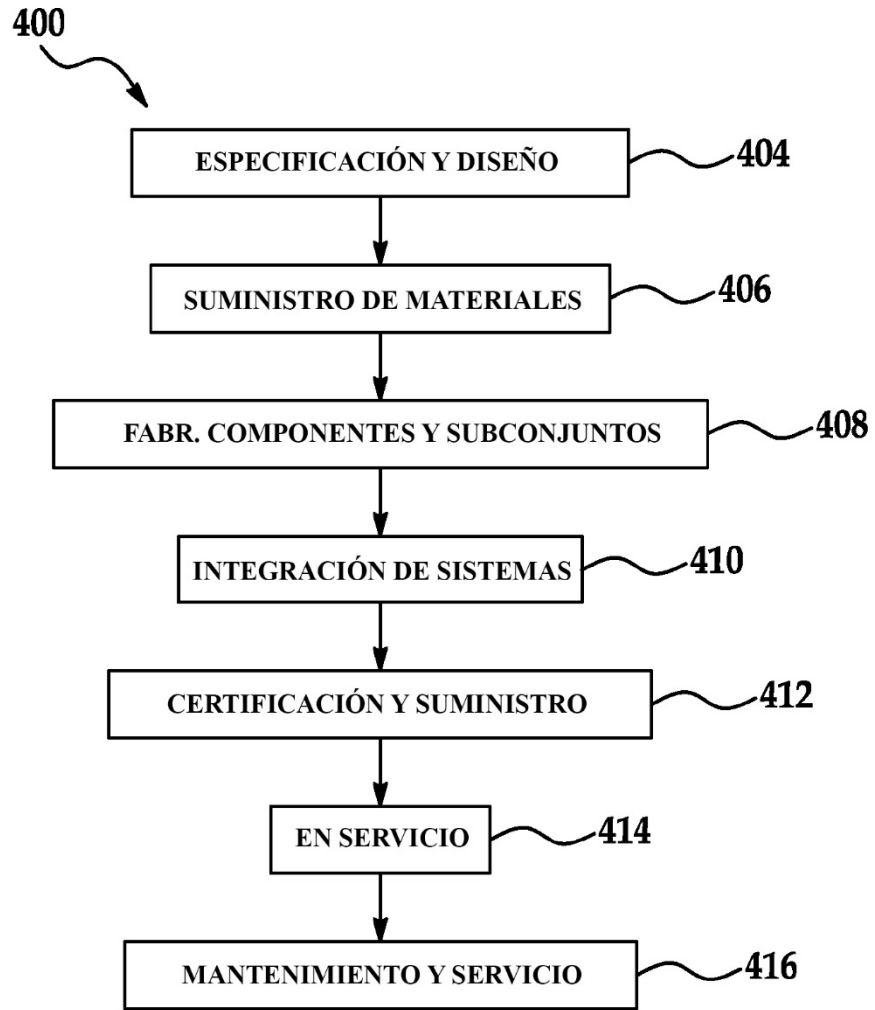 400
ESPECIFICACIÓN Y DISEÑO
404
SUMINISTRO DE MATERIALES
406
FABR. COMPONENTES Y SUBCONJUNTOS
408
INTEGRACIÓN DE SISTEMAS
410
CERTIFICACIÓN Y SUMINISTRO
412
EN SERVICIO
414
MANTENIMIENTO Y SERVICIO
416